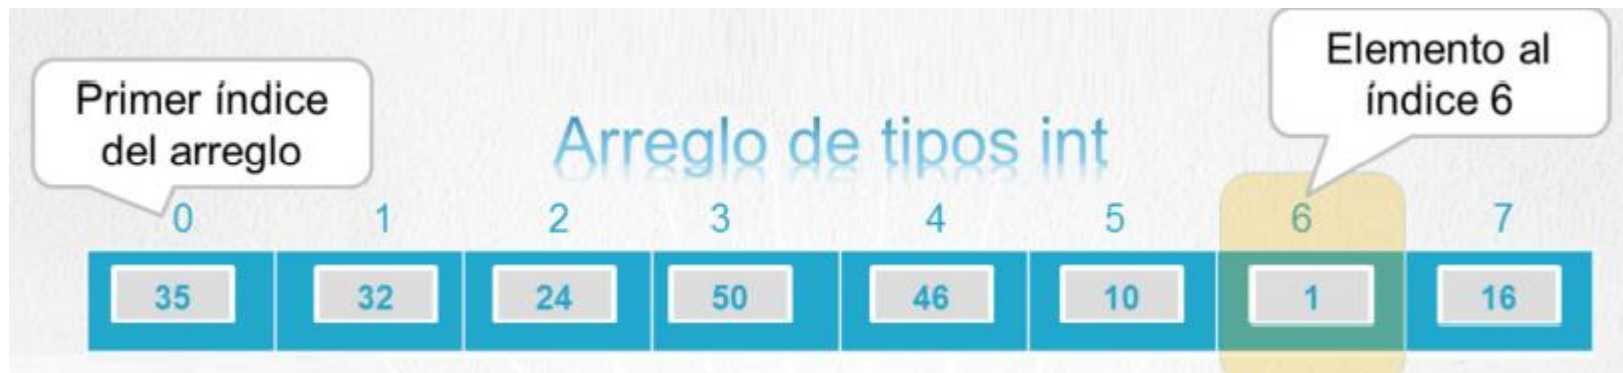 Primer índice
del arreglo
Arreglo de tipos int
Elemento al
índice 6
0 1 2 3 4 5 6 7
35 32 24 50 46 10 1 16